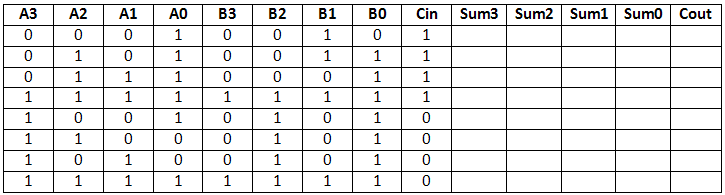 A3 A2 A1 A0 B3 B2 B1 B0 Cin Sum3 Sum2 Sum1 Sum0 Cout
0 0 0 1 0 0 1 0 1
0 1 0 1 0 0 1 1 1
0 1 1 1 0 0 0 1 1
1 1 1 1 1 1 1 1 1
1 0 0 1 0 1 0 1 0
1 1 0 0 0 1 0 1 0
1 0 1 0 0 1 0 1 0
1 1 1 1 1 1 1 1 0